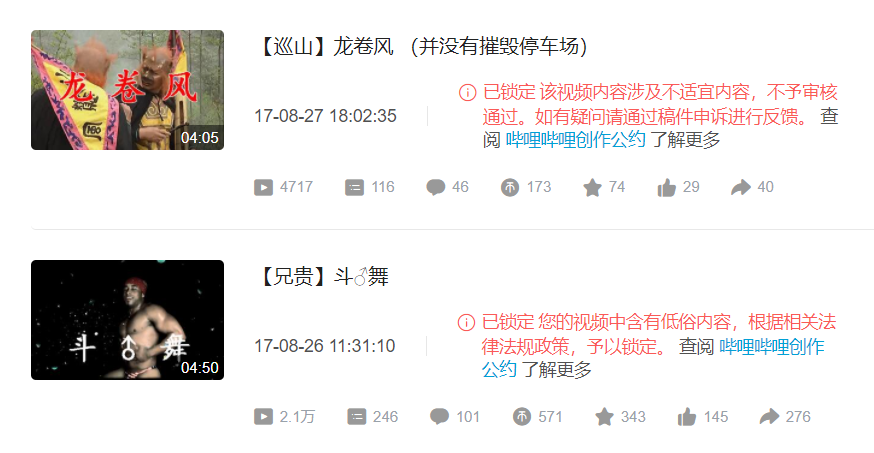 【巡山】龙卷风 （并没有摧毁停车场）
龙卷风
HBO
04:05
17-08-27 18:02:35
已锁定 该视频内容涉及不适宜内容，不予审核
通过。如有疑问请通过稿件申诉进行反馈。 查
阅 哔哩哔哩创作公约 了解更多
4717 116 46 173 74 29 40
【兄贵】斗♂舞
斗♂舞
04:50
17-08-26 11:31:10
已锁定 您的视频中含有低俗内容，根据相关法
律法规政策，予以锁定。 查阅 哔哩哔哩创作
公约 了解更多
2.1万 246 101 571 343 145 276